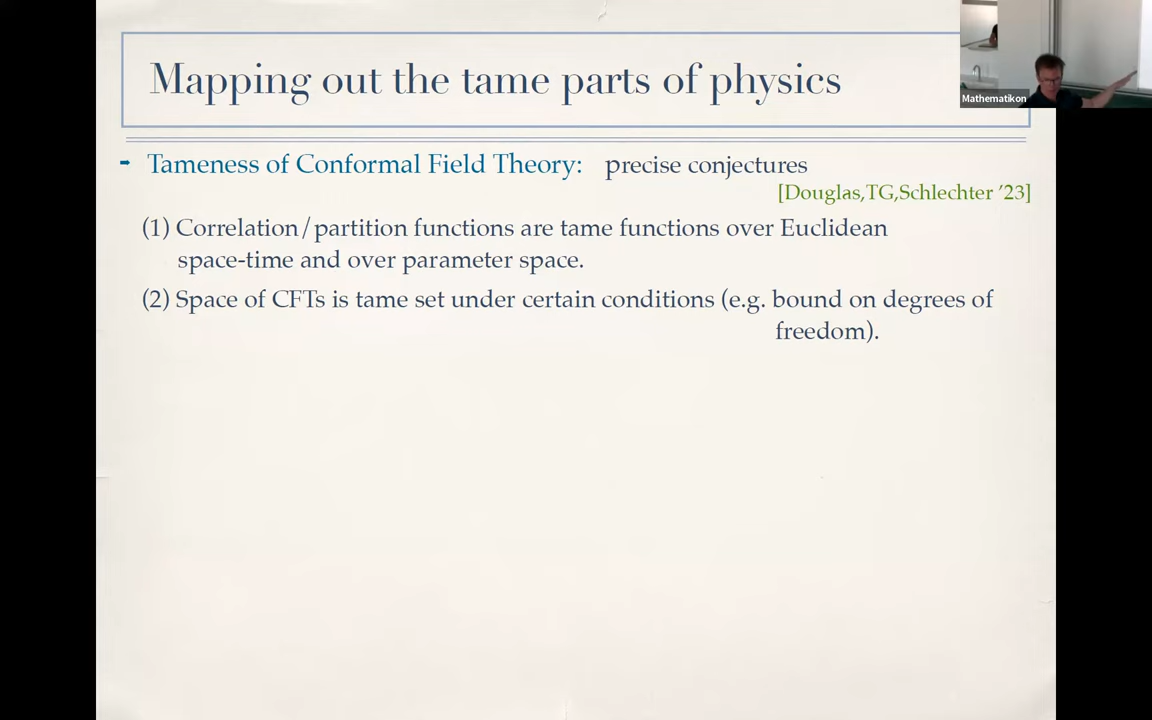 Mapping out the tame parts of physics
Mathematikon
➡ Tameness of Conformal Field Theory: precise conjectures
[Douglas,TG,Schlechter ’23]
(1) Correlation/partition functions are tame functions over Euclidean
space-time and over parameter space.
(2) Space of CFTs is tame set under certain conditions (e.g. bound on degrees of
freedom).